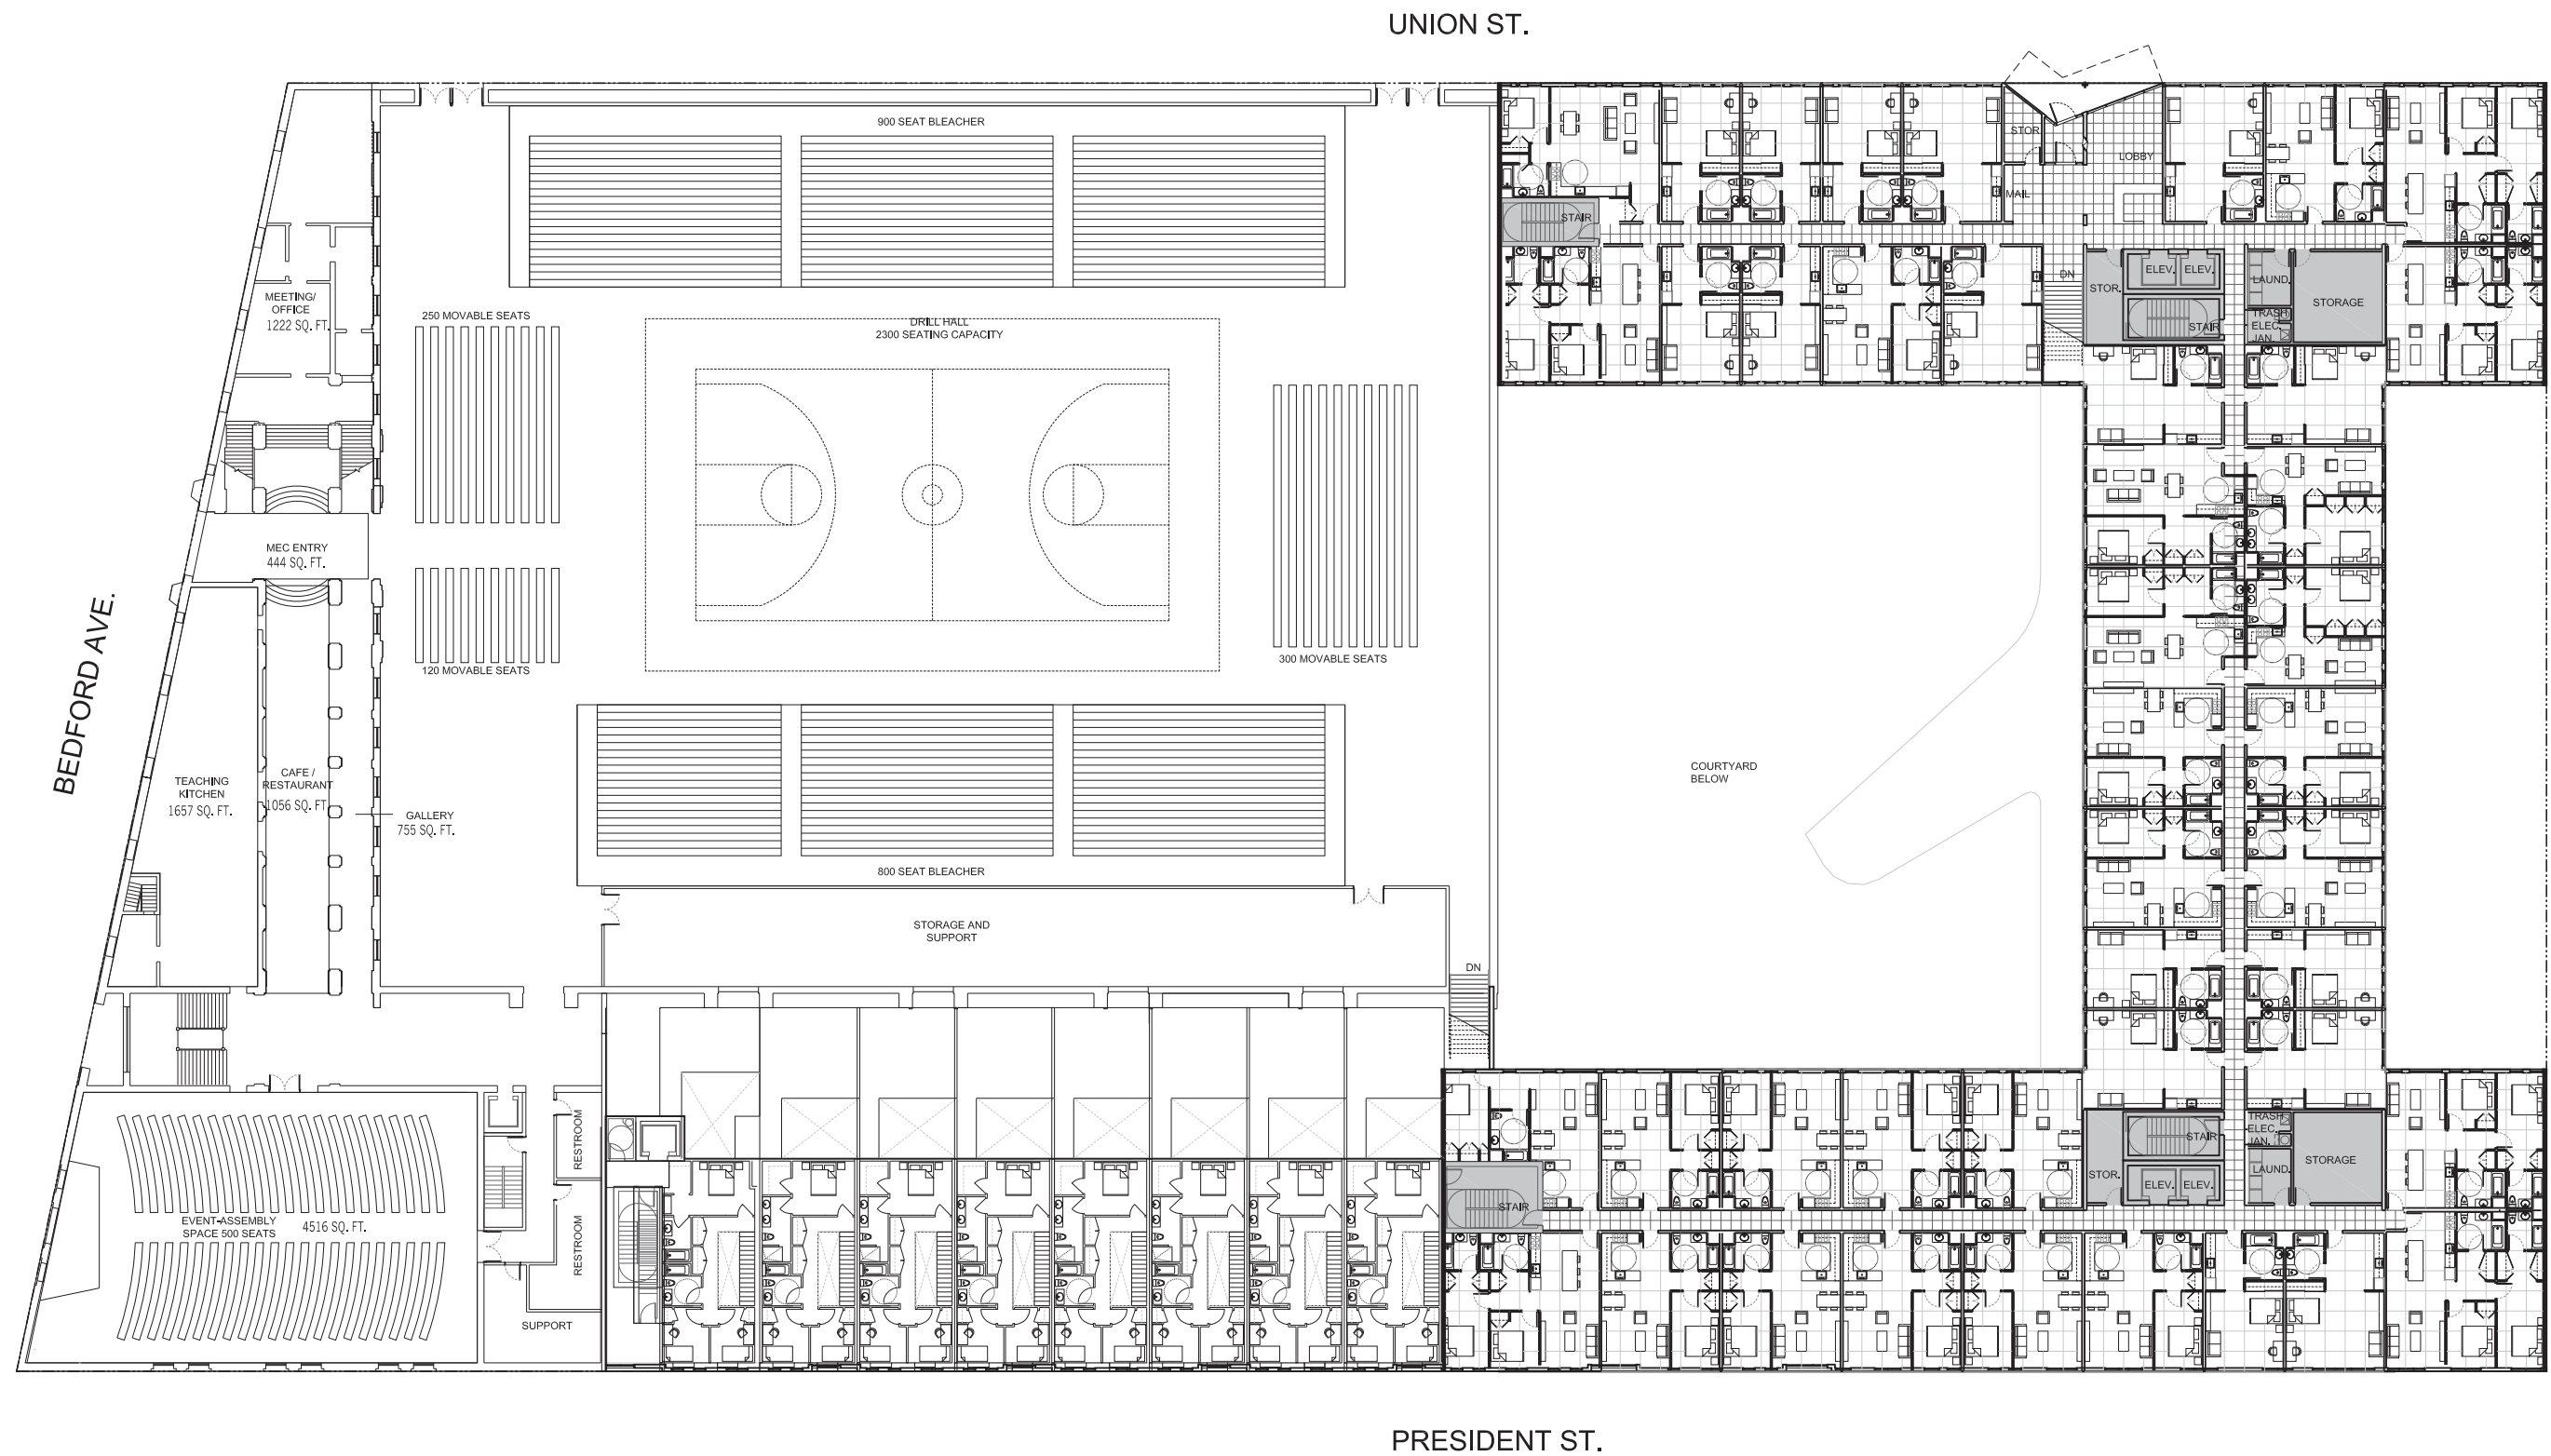 UNION ST.
900 SEAT BLEACHER
STOR
LOBBY
MAIL
STAIR
DN
STOR.
ELEV.
ELEV.
STAIR
LAUND.
TRASH
ELEC.
JAN.
STORAGE
MEETING/
OFFICE
1222 SQ. FT.
250 MOVABLE SEATS
DRILL HALL
2300 SEATING CAPACITY
MEC ENTRY
444 SQ. FT.
BEDFORD AVE.
120 MOVABLE SEATS
300 MOVABLE SEATS
TEACHING
KITCHEN
1657 SQ. FT.
CAFE /
RESTAURANT
1056 SQ. FT.
GALLERY
755 SQ. FT.
COURTYARD
BELOW
800 SEAT BLEACHER
STORAGE AND
SUPPORT
DN
RESTROOM
RESTROOM
EVENT-ASSEMBLY
SPACE 500 SEATS
4516 SQ. FT.
SUPPORT
STAIR
STOR.
STAIR
ELEV.
ELEV.
TRASH
ELEC.
JAN.
LAUND.
STORAGE
PRESIDENT ST.